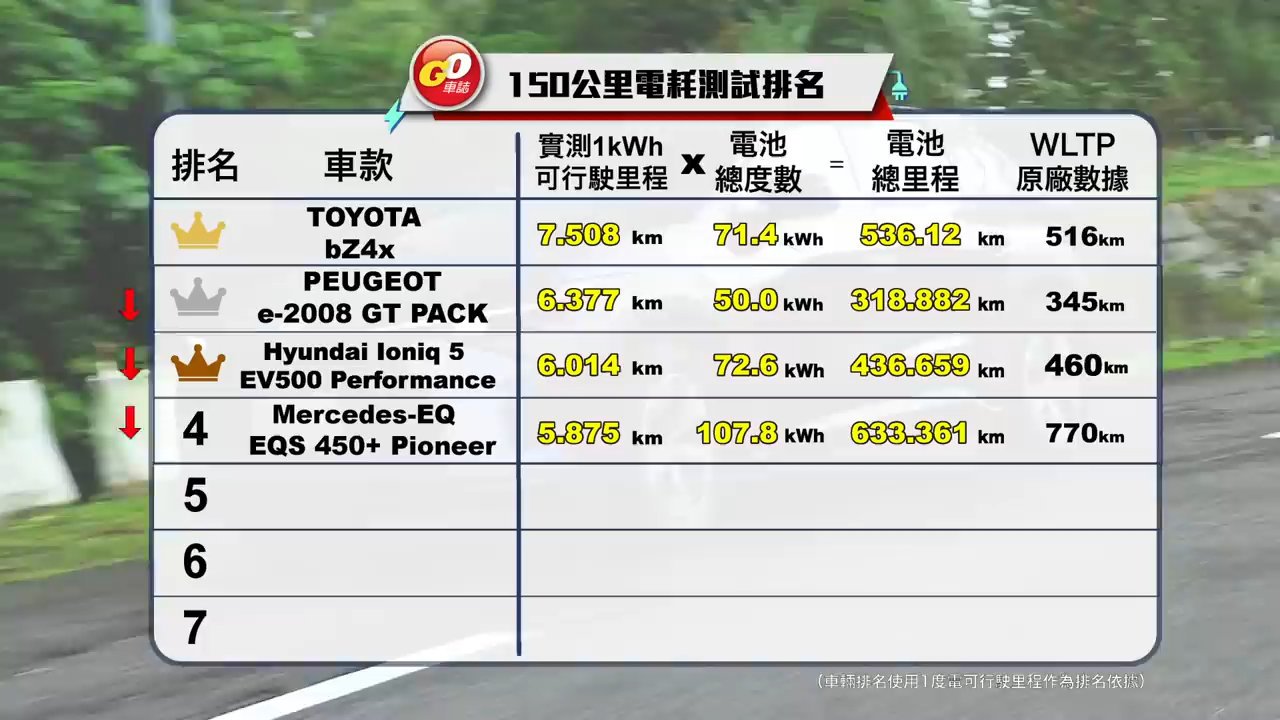 GO
車誌
150公里電耗測試排名
排名 車款 實測1kWh 可行駛里程 x 電池 總度數 = 電池 總里程 WLTP 原廠數據
TOYOTA
bZ4x
7.508 km 71.4 kWh 536.12 km 516km
PEUGEOT
e-2008 GT PACK
6.377 km 50.0 kWh 318.882 km 345km
Hyundai Ioniq 5
EV500 Performance
6.014 km 72.6 kWh 436.659 km 460km
4
Mercedes-EQ
EQS 450+ Pioneer
5.875 km 107.8 kWh 633.361 km 770km
5
6
7
（車輛排名使用1度電可行駛里程作為排名依據）